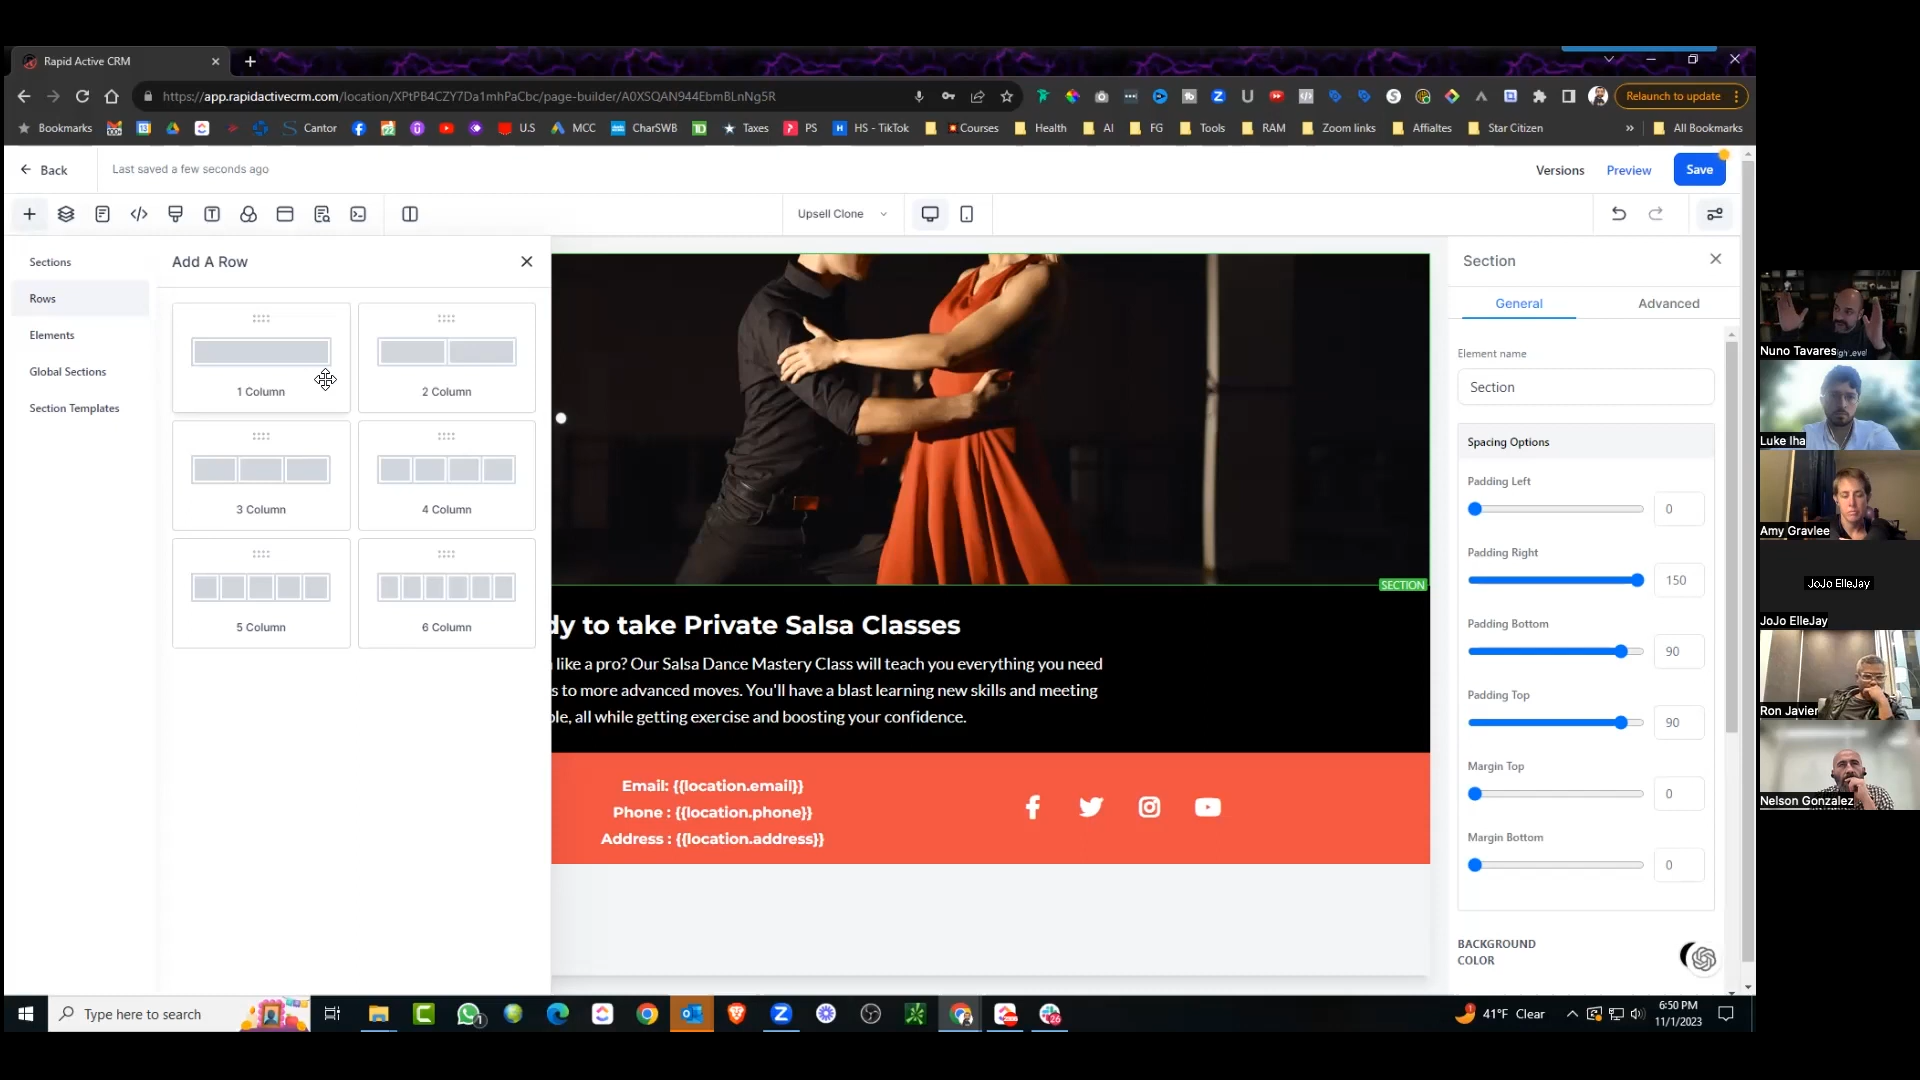 Rapid Active CRM
https://app.rapidactivecrm.com/location/XPtPB4CZY7Da1mhPaCbc/page-builder/A0XSQAN944EbmBLnNg5R
Relaunch to update
Bookmarks
Cantor
U.S
MCC
CharSWB
Taxes
PS
HS - TikTok
Courses
Health
AI
FG
Tools
RAM
Zoom links
Affialtes
Star Citizen
»
All Bookmarks
Back
Last saved a few seconds ago
Versions
Preview
Save
Upsell Clone
Sections
Rows
Elements
Global Sections
Section Templates
Add A Row
1 Column
2 Column
3 Column
4 Column
5 Column
6 Column
SECTION
dy to take Private Salsa Classes
like a pro? Our Salsa Dance Mastery Class will teach you everything you need
s to more advanced moves. You'll have a blast learning new skills and meeting
ple, all while getting exercise and boosting your confidence.
Email: {{location.email}}
Phone : {{location.phone}}
Address : {{location.address}}
Section
General
Advanced
Element name
Section
Spacing Options
Padding Left
0
Padding Right
150
Padding Bottom
90
Padding Top
90
Margin Top
0
Margin Bottom
0
BACKGROUND
COLOR
Nuno Tavares
Luke Iha
Amy Gravlee
JoJo ElleJay
JoJo ElleJay
Ron Javier
Nelson Gonzalez
Type here to search
41°F Clear
6:50 PM
11/1/2023